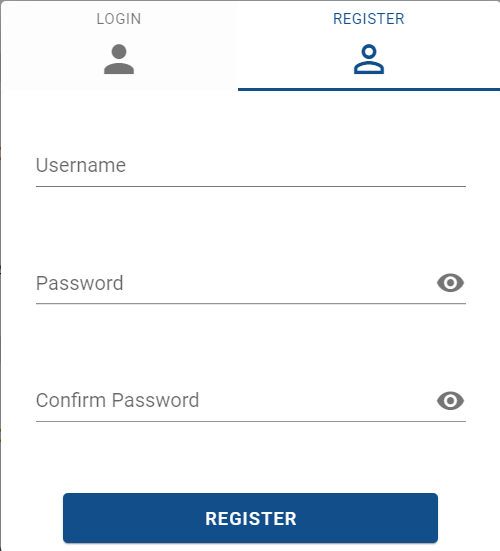 LOGIN
REGISTER
Username
Password
Confirm Password
REGISTER